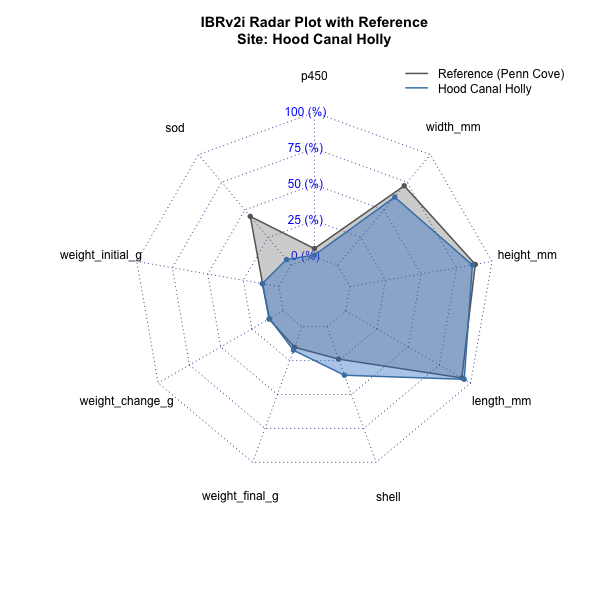 IBRv2i Radar Plot with Reference
Site: Hood Canal Holly
p450
Reference (Penn Cove)
Hood Canal Holly
100 (%)
sod
width_mm
75 (%)
50 (%)
25 (%)
0 (%)
weight_initial_g
height_mm
weight_change_g
length_mm
weight_final_g
shell